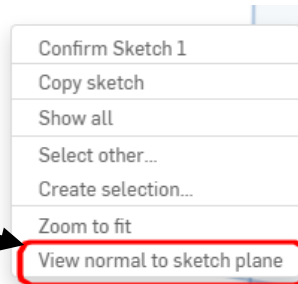 Confirm Sketch 1
Copy sketch
Show all
Select other...
Create selection...
Zoom to fit
View normal to sketch plane